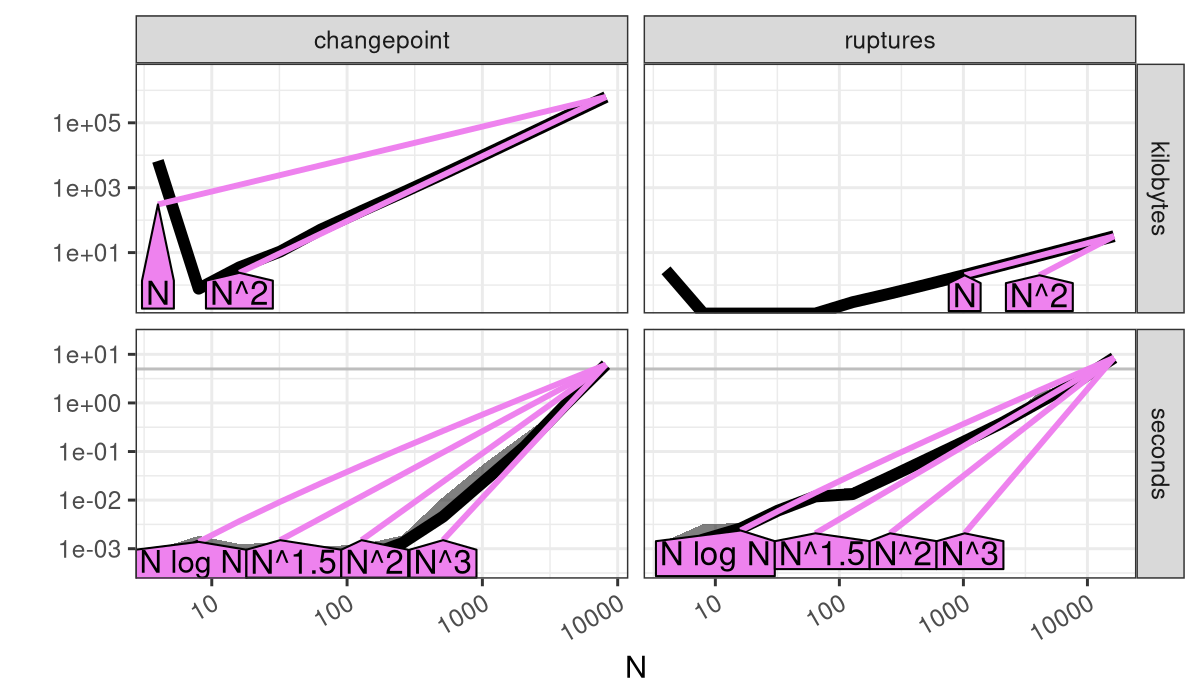 changepoint
ruptures
kilobytes
1e+05
1e+03
1e+01
N
N^2
N
N^2
seconds
1e+01
1e+00
1e-01
1e-02
1e-03
N log N
N^1.5
N^2
N^3
N log N
N^1.5
N^2
N^3
10
100
1000
10000
10
100
1000
10000
N